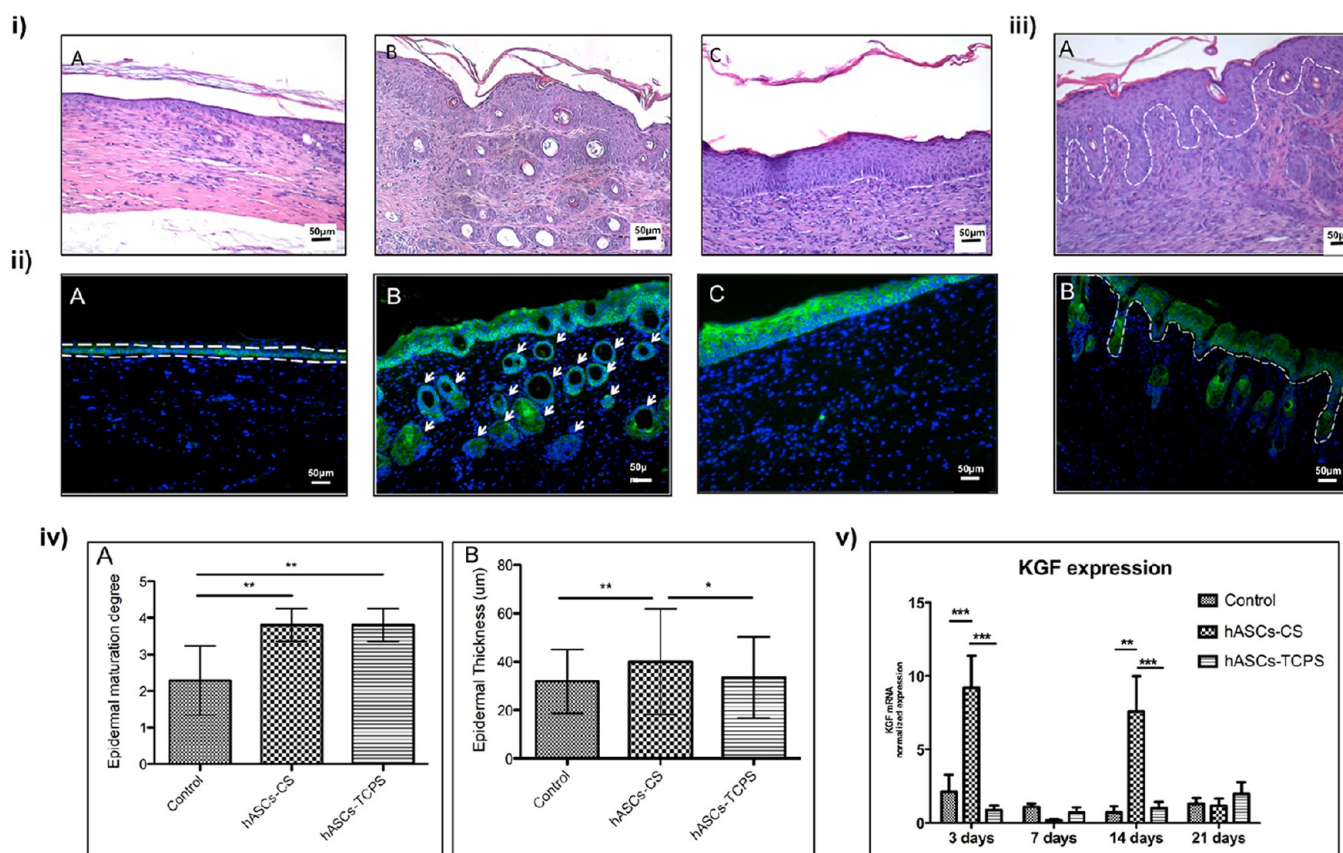 i)
A
50µm
B
50µm
C
50µm
iii)
A
50µm
ii)
A
50µm
B
50µ
m
C
50µm
B
50µm
iv)
A
Epidermal maturation degree
5
4
3
2
1
0
**
**
Control
hASCs-CS
hASCs-TCPS
B
Epidermal Thickness (um)
80
60
40
20
0
**
*
Control
hASCs-CS
hASCs-TCPS
v)
KGF expression
KGF mRNA
normalized expression
15
10
5
0
***
***
**
***
Control
hASCs-CS
hASCs-TCPS
3 days
7 days
14 days
21 days